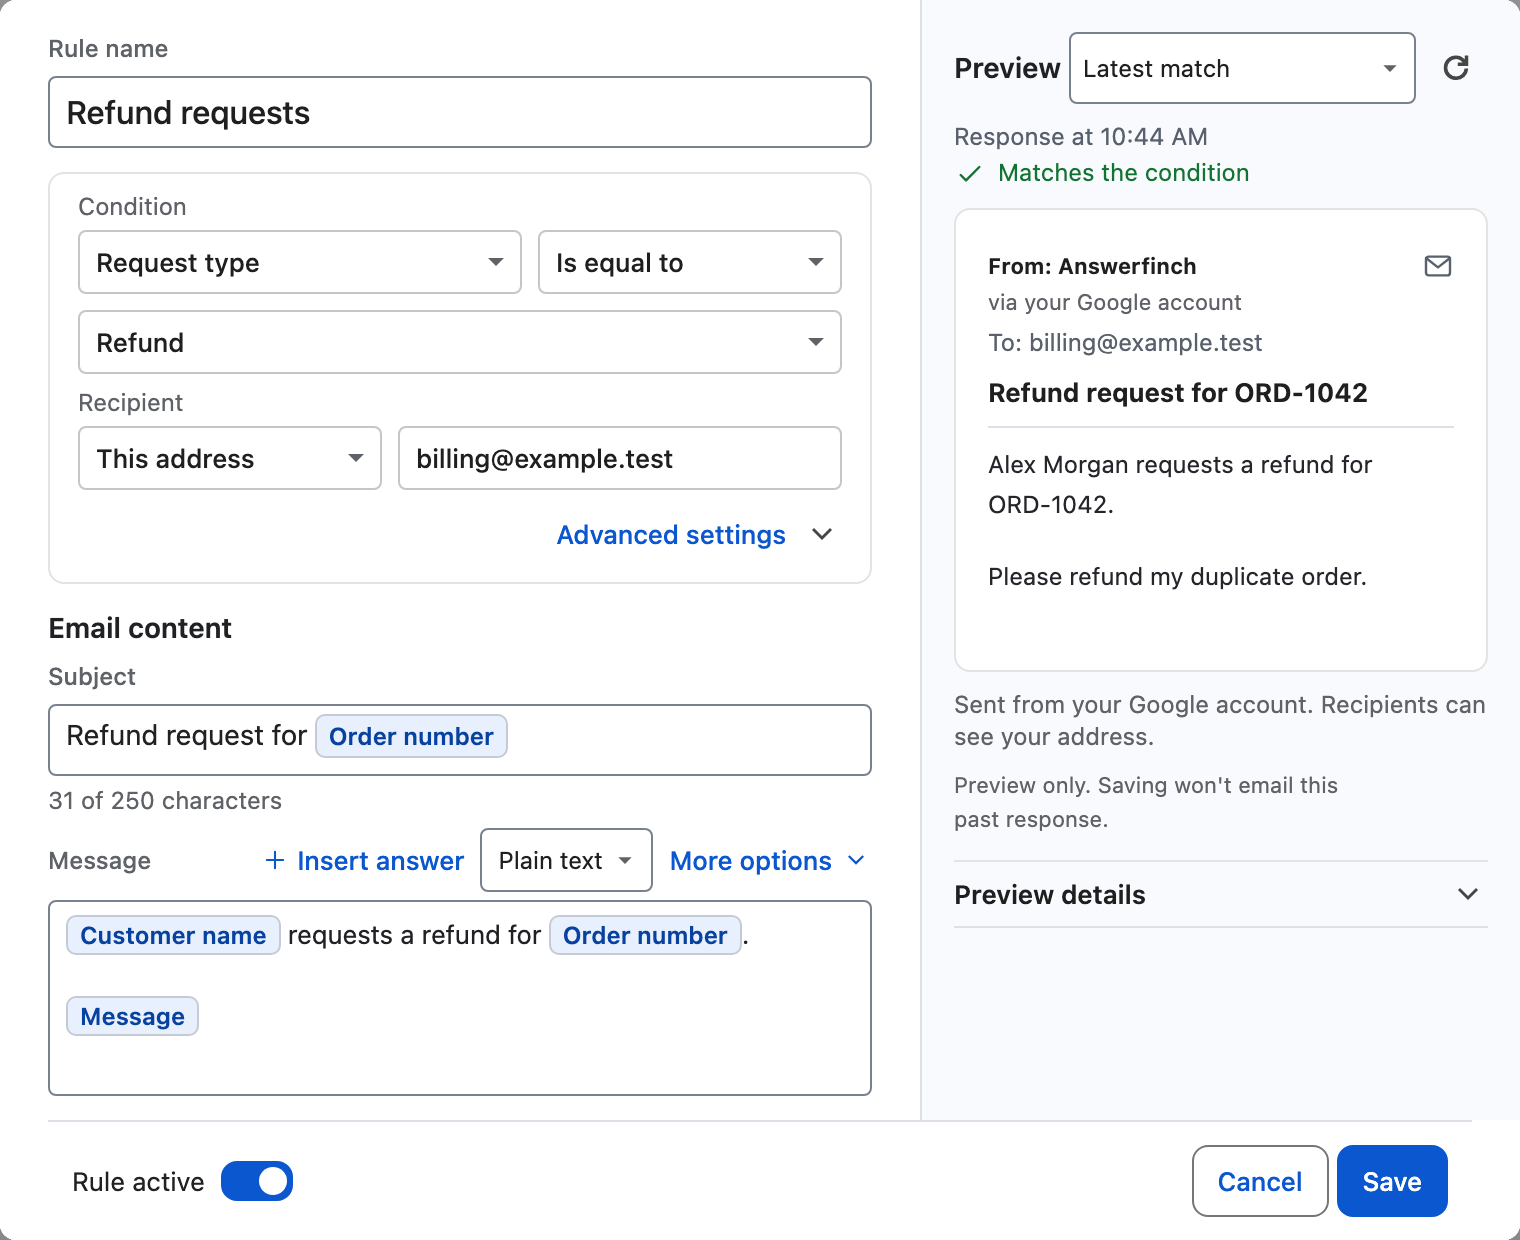 Rule name
Refund requests
Condition
Request type
Is equal to
Refund
Recipient
This address
billing@example.test
Advanced settings
Email content
Subject
Refund request for Order number
31 of 250 characters
Message
+ Insert answer
Plain text
More options
Customer name requests a refund for Order number.
Message
Preview
Latest match
Response at 10:44 AM
Matches the condition
From: Answerfinch
via your Google account
To: billing@example.test
Refund request for ORD-1042
Alex Morgan requests a refund for
ORD-1042.
Please refund my duplicate order.
Sent from your Google account. Recipients can
see your address.
Preview only. Saving won't email this
past response.
Preview details
Rule active
Cancel
Save